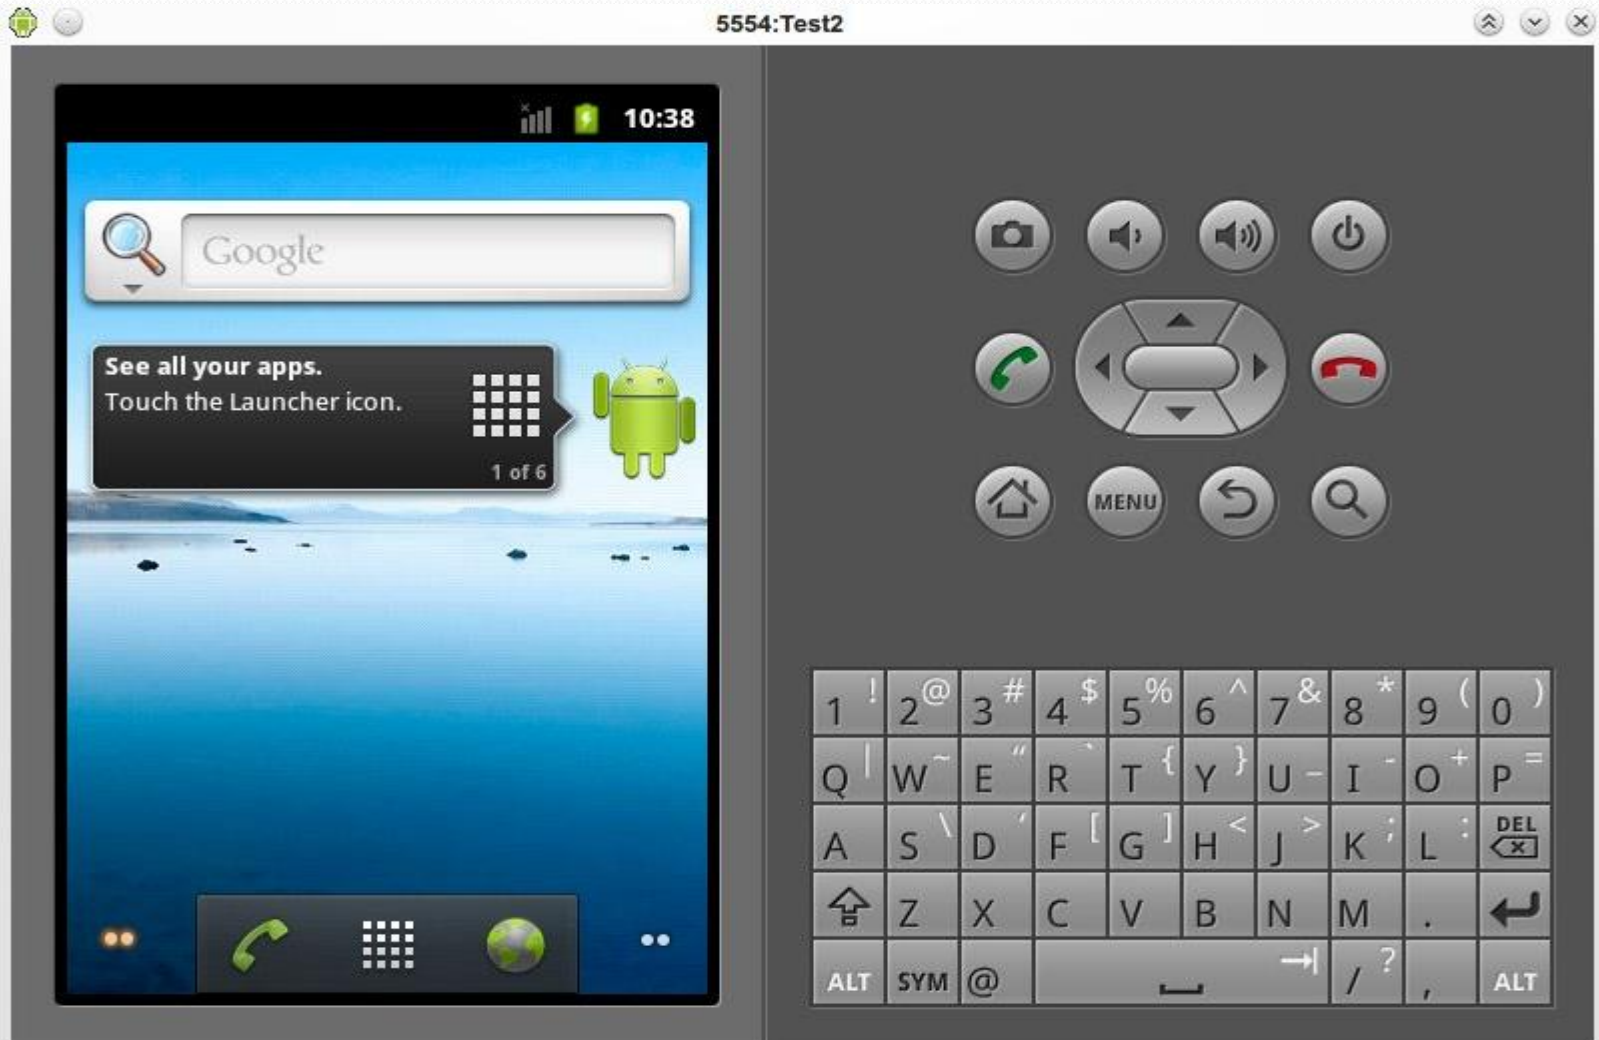 5554:Test2
10:38
Google
See all your apps.
Touch the Launcher icon.
1 of 6
MENU
1 ! 2 @ 3 # 4 $ 5 % 6 ^ 7 & 8 * 9 ( 0 )
Q | W ~ E “ R ` T { Y } U _ I - O + P =
A S \ D ' F [ G ] H < J > K ; L : DEL
Z X C V B N M .
ALT SYM @ / ? , ALT